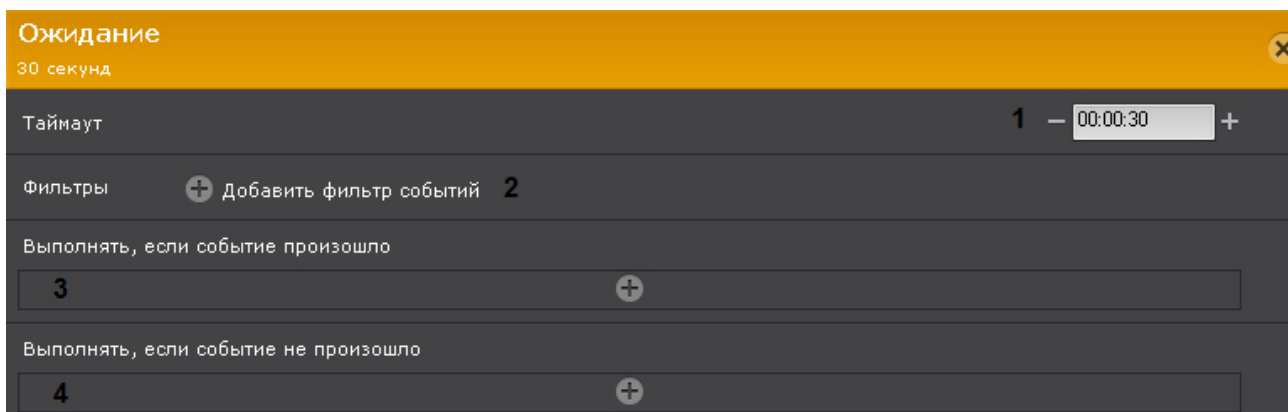 Ожидание
30 секунд
Таймаут 1 − 00:00:30 +
Фильтры Добавить фильтр событий 2
Выполнять, если событие произошло
3
Выполнять, если событие не произошло
4